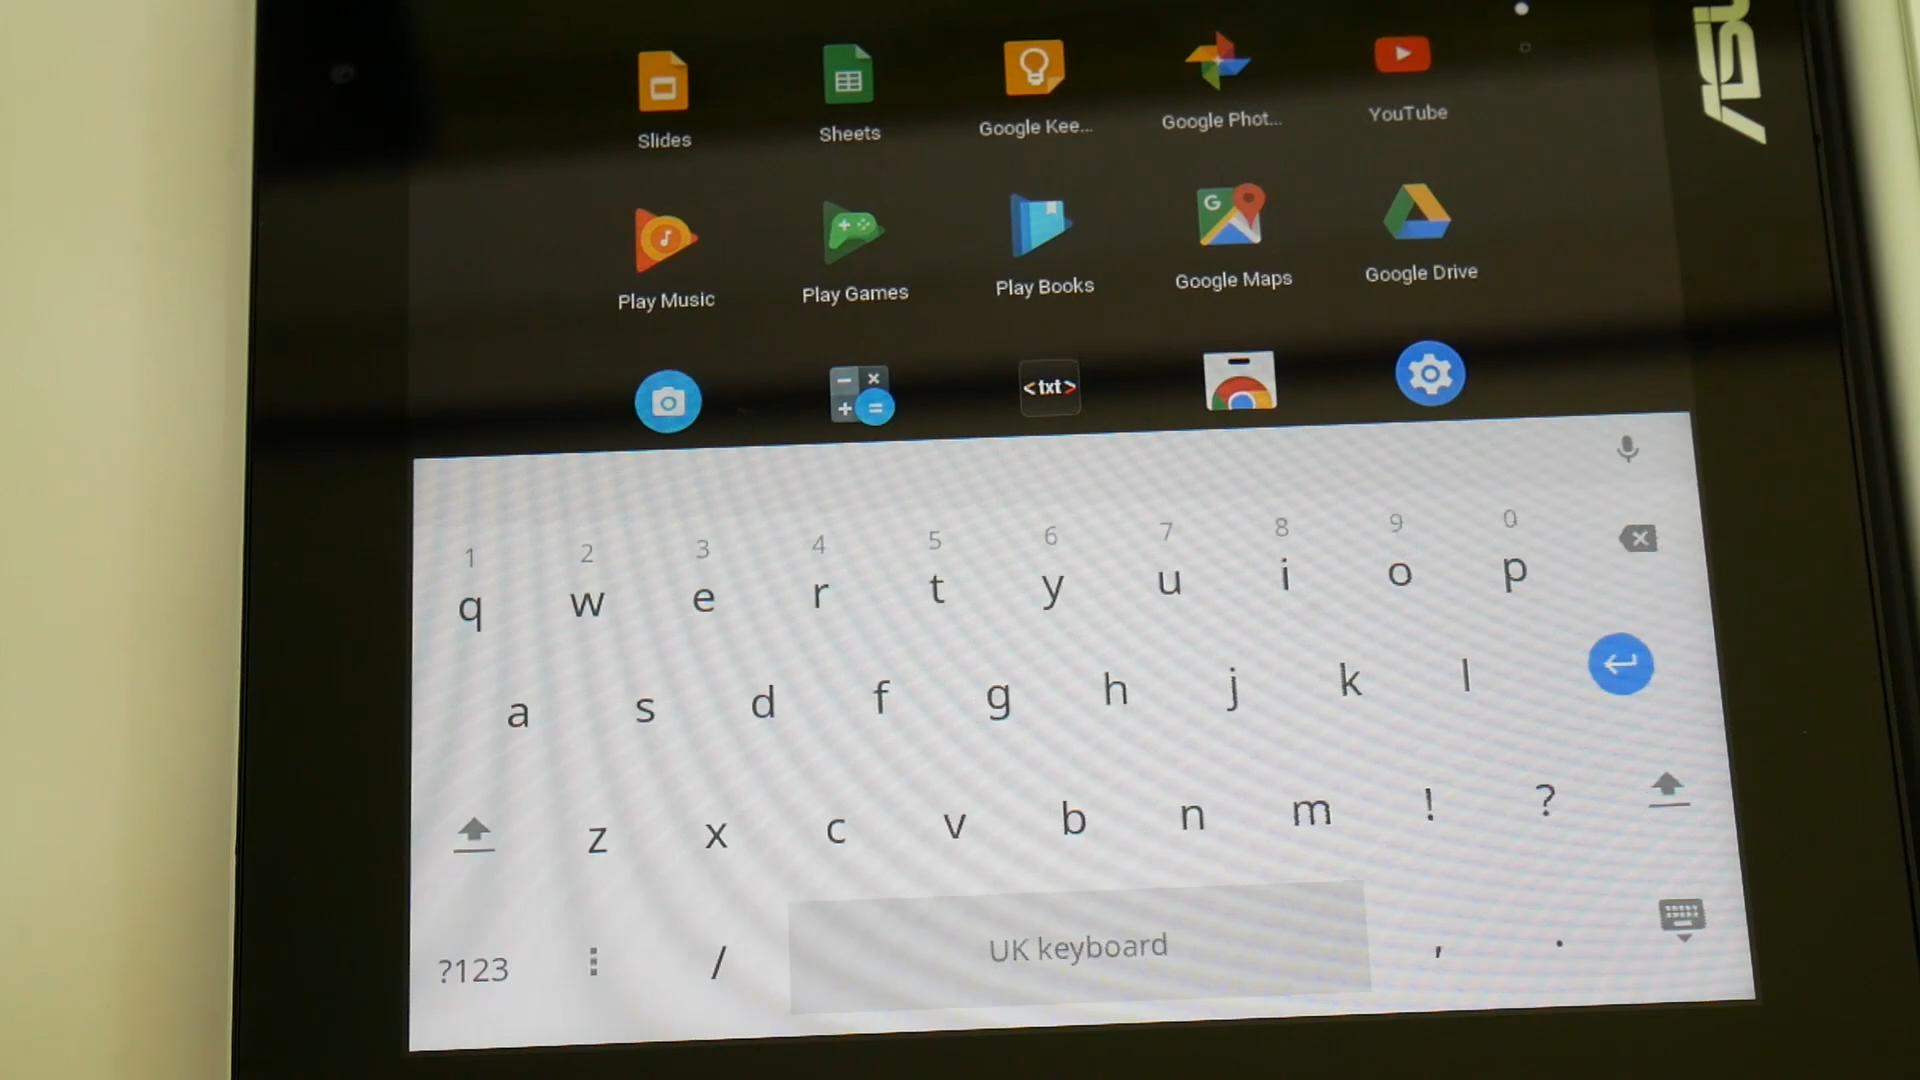 ASU
Slides
Sheets
Google Kee...
Google Phot...
YouTube
Play Music
Play Games
Play Books
G
Google Maps
Google Drive
<txt>
1 2 3 4 5 6 7 8 9 0
q w e r t y u i o p
a s d f g h j k l
z x c v b n m ! ?
?123 / UK keyboard , .